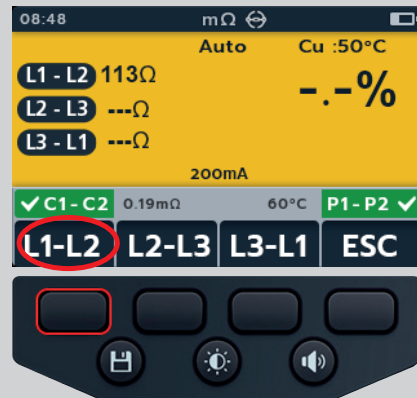 08:48 mΩ
Auto Cu :50°C
L1 - L2 113Ω
-.-%
L2 - L3 ---Ω
L3 - L1 ---Ω
200mA
✓ C1 - C2 0.19mΩ 60°C P1 - P2 ✓
L1-L2 L2-L3 L3-L1 ESC